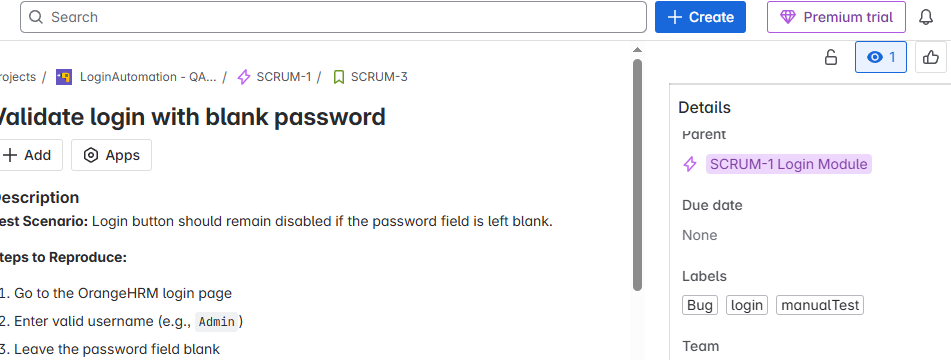 Search
+ Create
Premium trial
rojects / LoginAutomation - QA... / SCRUM-1 / SCRUM-3
1
Validate login with blank password
Details
Parent
+ Add
Apps
SCRUM-1 Login Module
escription
est Scenario: Login button should remain disabled if the password field is left blank.
Due date
None
teps to Reproduce:
Labels
1. Go to the OrangeHRM login page
Bug login manualTest
2. Enter valid username (e.g., Admin)
3. Leave the password field blank
Team